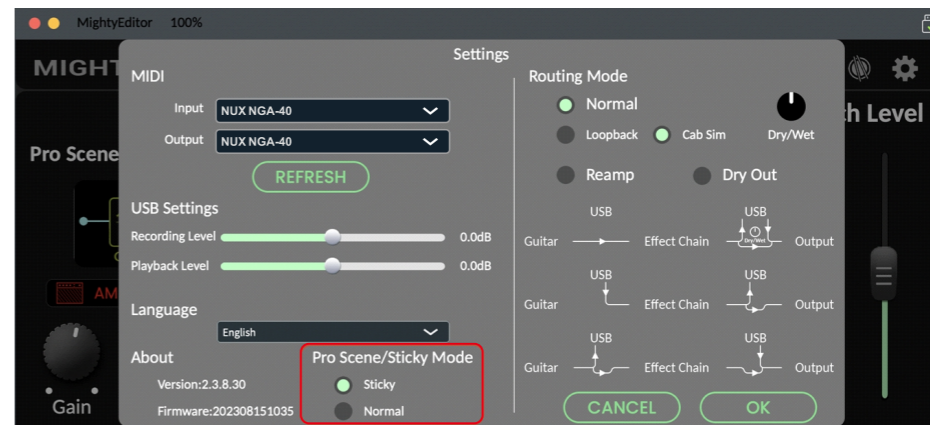 MightyEditor 100%
Settings
MIDI
Input NUX NGA-40
Output NUX NGA-40
REFRESH
USB Settings
Recording Level 0.0dB
Playback Level 0.0dB
Language
English
About
Version:2.3.8.30
Firmware:202308151035
Pro Scene/Sticky Mode
Sticky
Normal
Routing Mode
Normal
Loopback Cab Sim Dry/Wet
Reamp Dry Out
USB USB
Dry/Wet
Guitar Effect Chain Output
USB USB
Guitar Effect Chain Output
USB USB
Guitar Effect Chain Output
CANCEL OK
MIGHT
Pro Scene
AM
Gain
Level